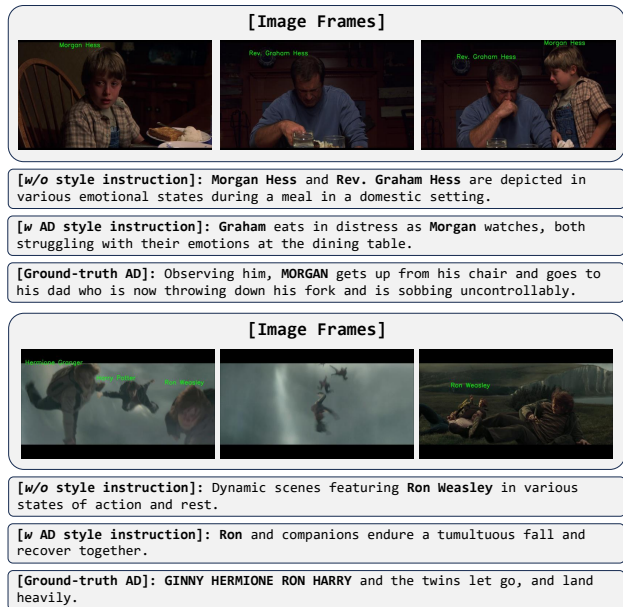 [Image Frames]
Morgan Hess
Rev. Graham Hess
Rev. Graham Hess
Morgan Hess
[w/o style instruction]: Morgan Hess and Rev. Graham Hess are depicted in
various emotional states during a meal in a domestic setting.
[w AD style instruction]: Graham eats in distress as Morgan watches, both
struggling with their emotions at the dining table.
[Ground-truth AD]: Observing him, MORGAN gets up from his chair and goes to
his dad who is now throwing down his fork and is sobbing uncontrollably.
[Image Frames]
Hermione Granger
Harry Potter
Ron Weasley
Ron Weasley
[w/o style instruction]: Dynamic scenes featuring Ron Weasley in various
states of action and rest.
[w AD style instruction]: Ron and companions endure a tumultuous fall and
recover together.
[Ground-truth AD]: GINNY HERMIONE RON HARRY and the twins let go, and land
heavily.